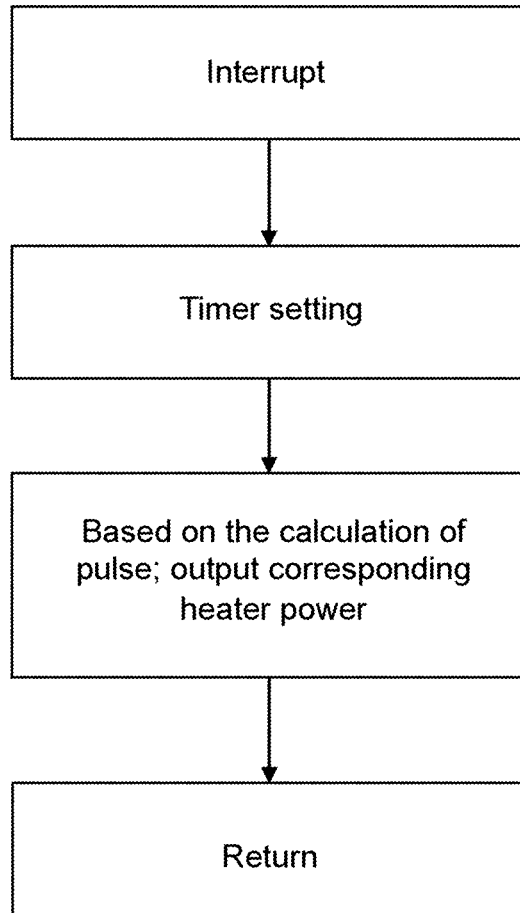 Interrupt
Timer setting
Based on the calculation of
pulse; output corresponding
heater power
Return